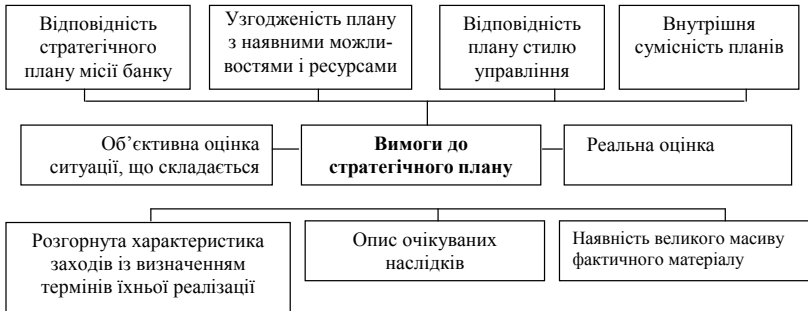 Відповідність
стратегічного
плану місії банку
Узгодженість плану
з наявними можли-
востями і ресурсами
Відповідність
плану стилю
управління
Внутрішня
сумісність планів
Об’єктивна оцінка
ситуації, що складається
Вимоги до
стратегічного плану
Реальна оцінка
Розгорнута характеристика
заходів із визначенням
термінів їхньої реалізації
Опис очікуваних
наслідків
Наявність великого масиву
фактичного матеріалу